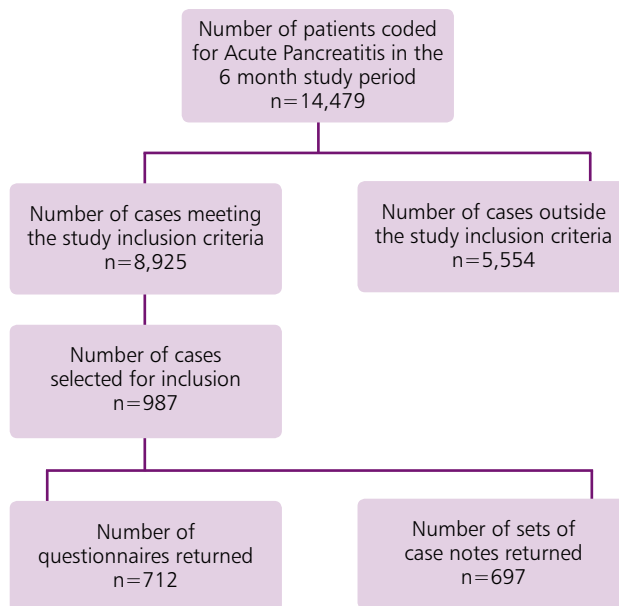 Number of patients coded
for Acute Pancreatitis in the
6 month study period
n=14,479
Number of cases meeting
the study inclusion criteria
n=8,925
Number of cases outside
the study inclusion criteria
n=5,554
Number of cases
selected for inclusion
n=987
Number of
questionnaires returned
n=712
Number of sets of
case notes returned
n=697